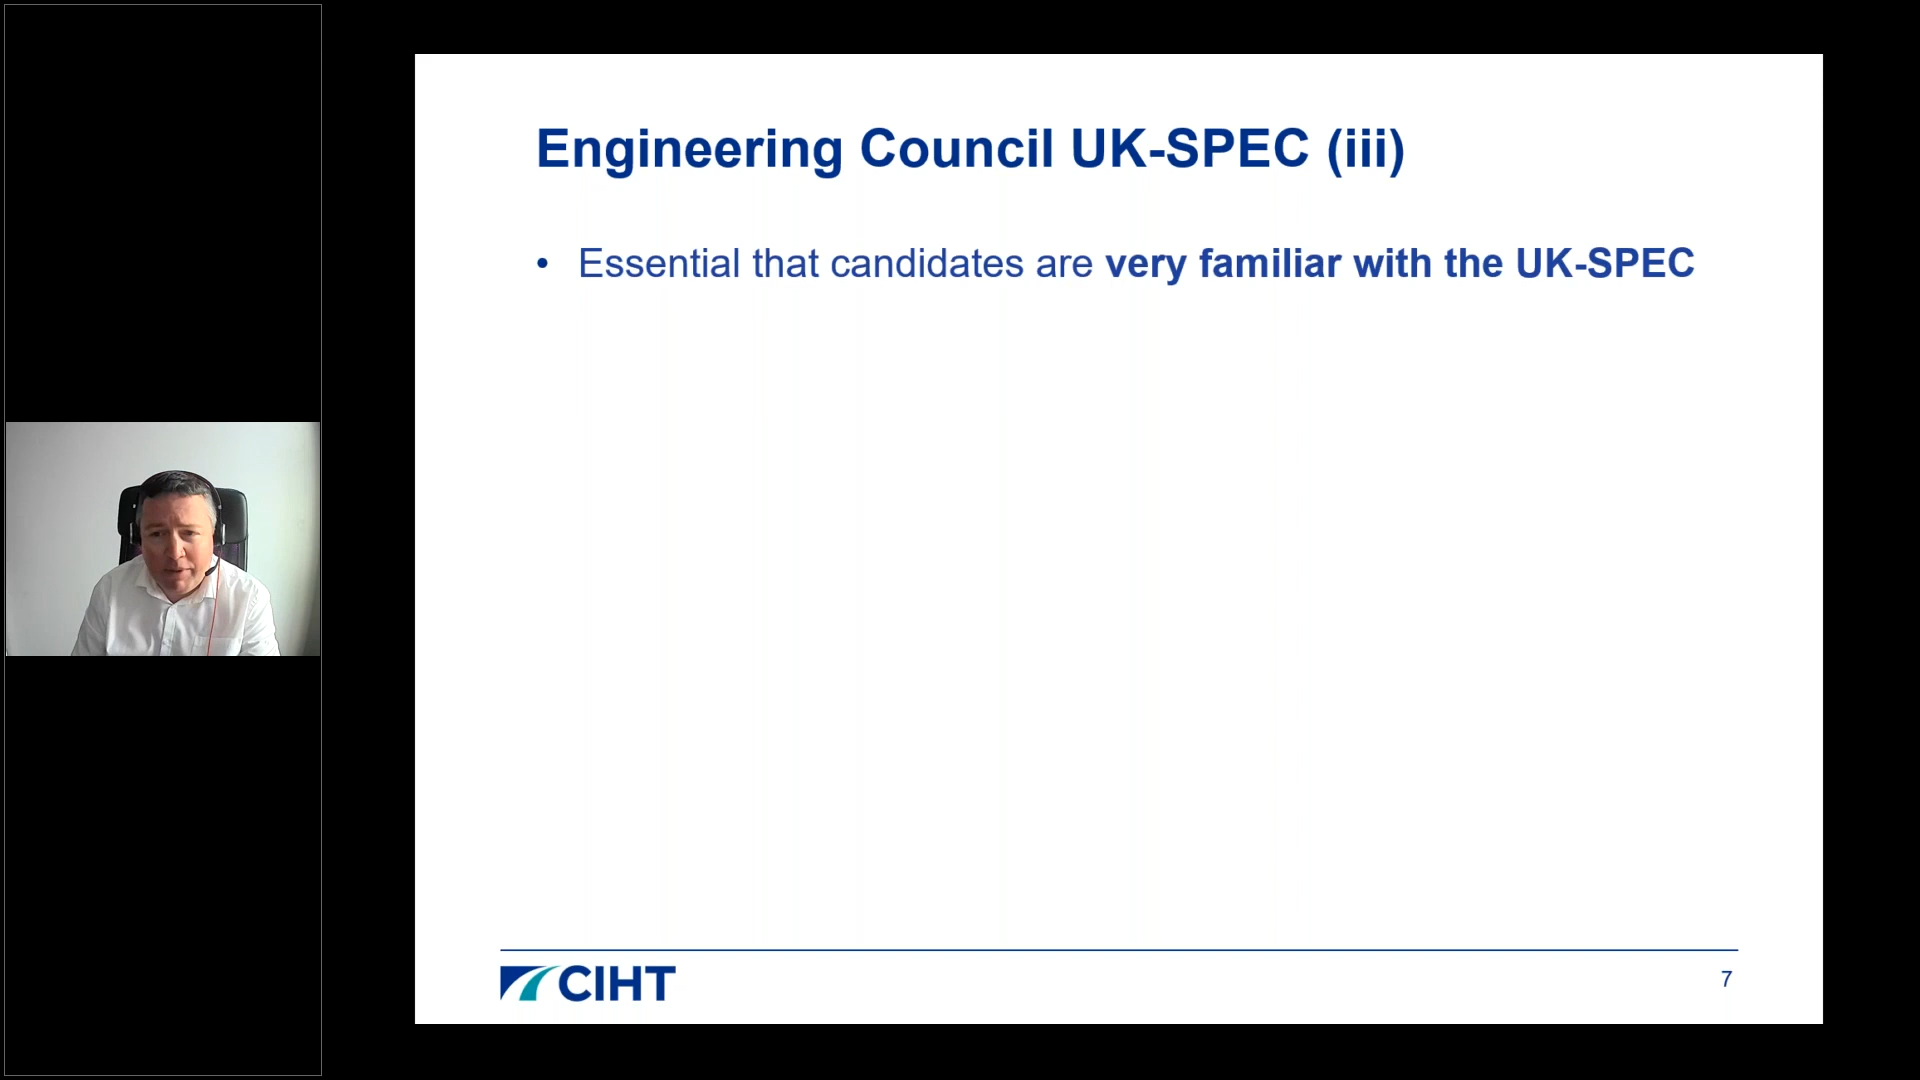 Engineering Council UK-SPEC (iii)
• Essential that candidates are very familiar with the UK-SPEC
CIHT
7